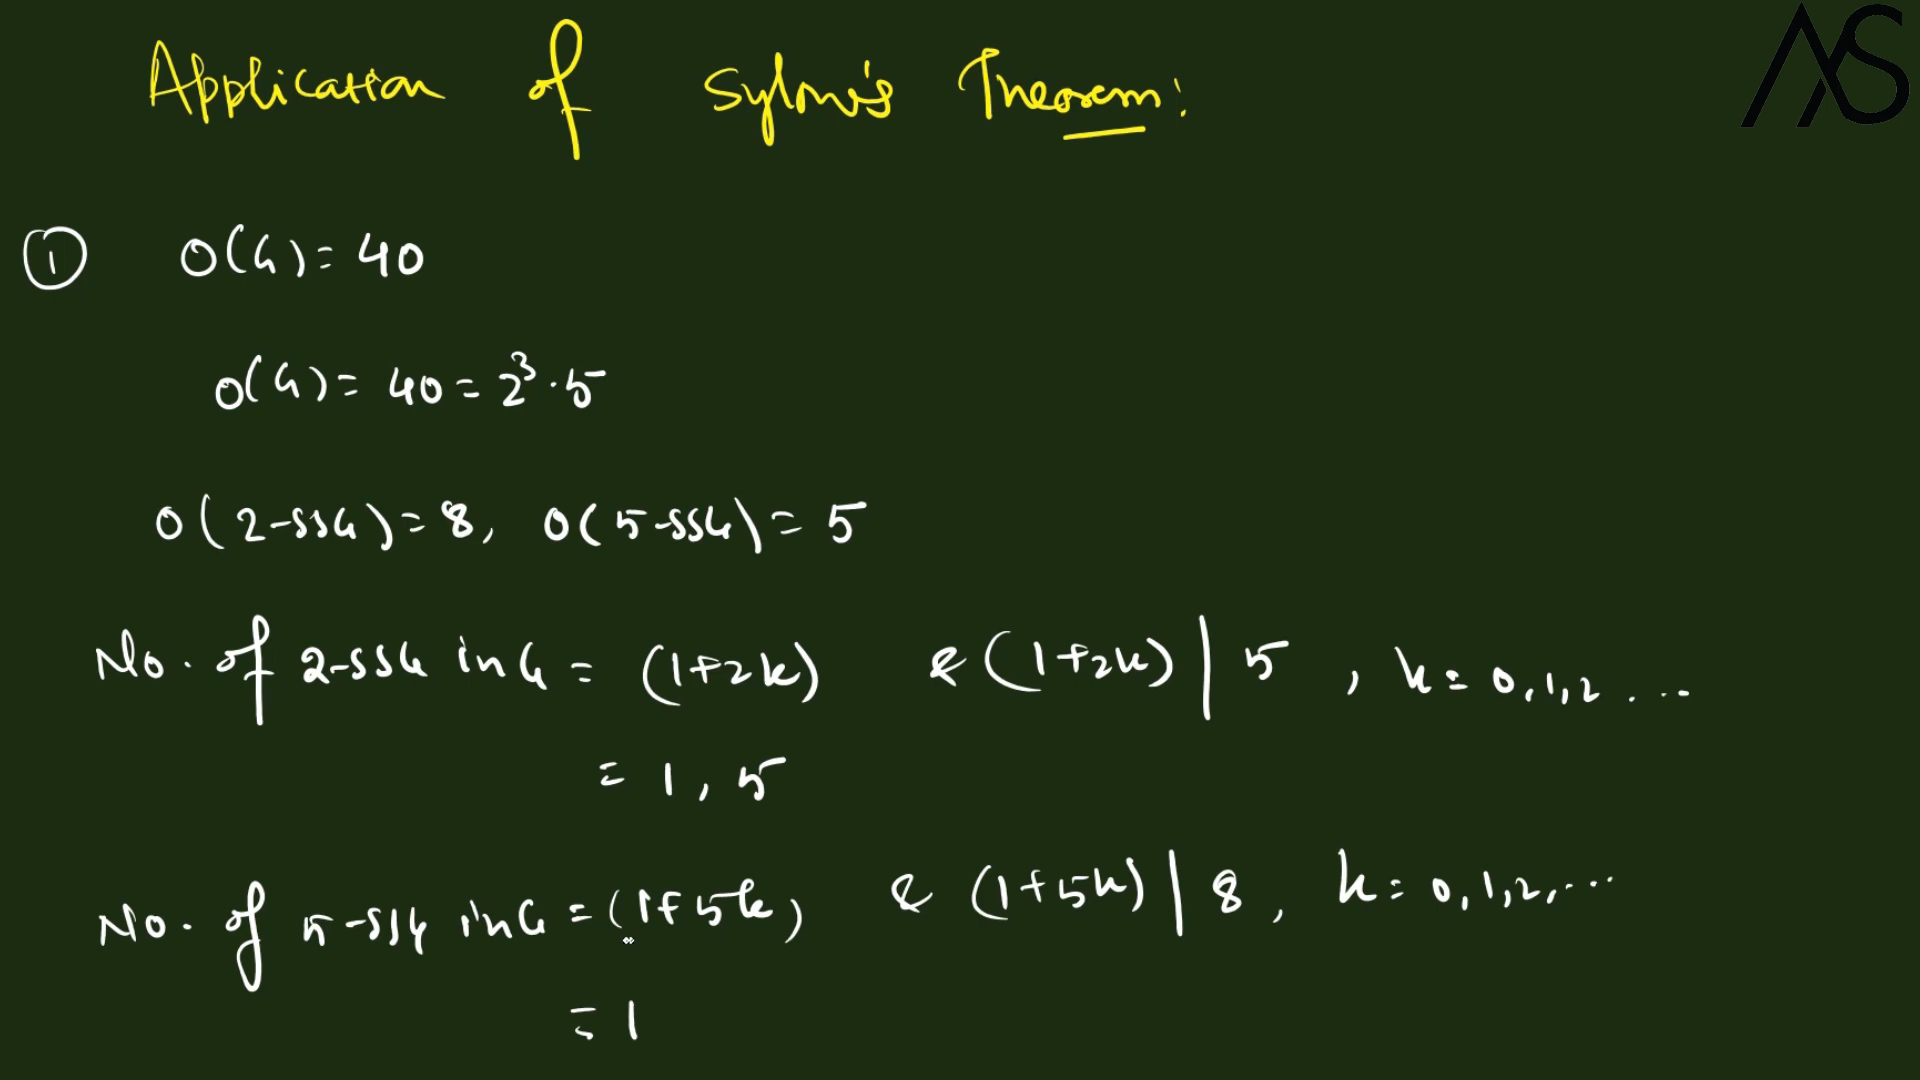 Application of Sylow's Theorem:
AS
① O(G) = 40
O(G) = 40 = 2³·5
O(2-SSG) = 8, O(5-SSG) = 5
No. of 2-SSG in G = (1+2k) & (1+2k) | 5 , k = 0,1,2 ...
= 1, 5
No. of 5-SSG in G = (1+5k) & (1+5k) | 8, k = 0,1,2,...
= 1